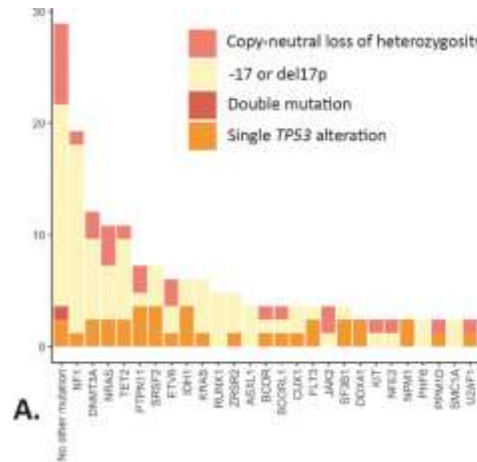 30
Copy-neutral loss of heterozygosity
-17 or del17p
Double mutation
20
Single TP53 alteration
10
0
A.
No other mutation
NF1
DNMT3A
NRAS
TET2
PTPN11
SRSF2
ETV6
IDH1
KRAS
RUNX1
ZRSR2
ASXL1
BCOR
BCORL1
CUX1
FLT3
JAK2
SF3B1
DDX41
KIT
NFE2
NPM1
PHF6
PPM1D
SMC1A
U2AF1